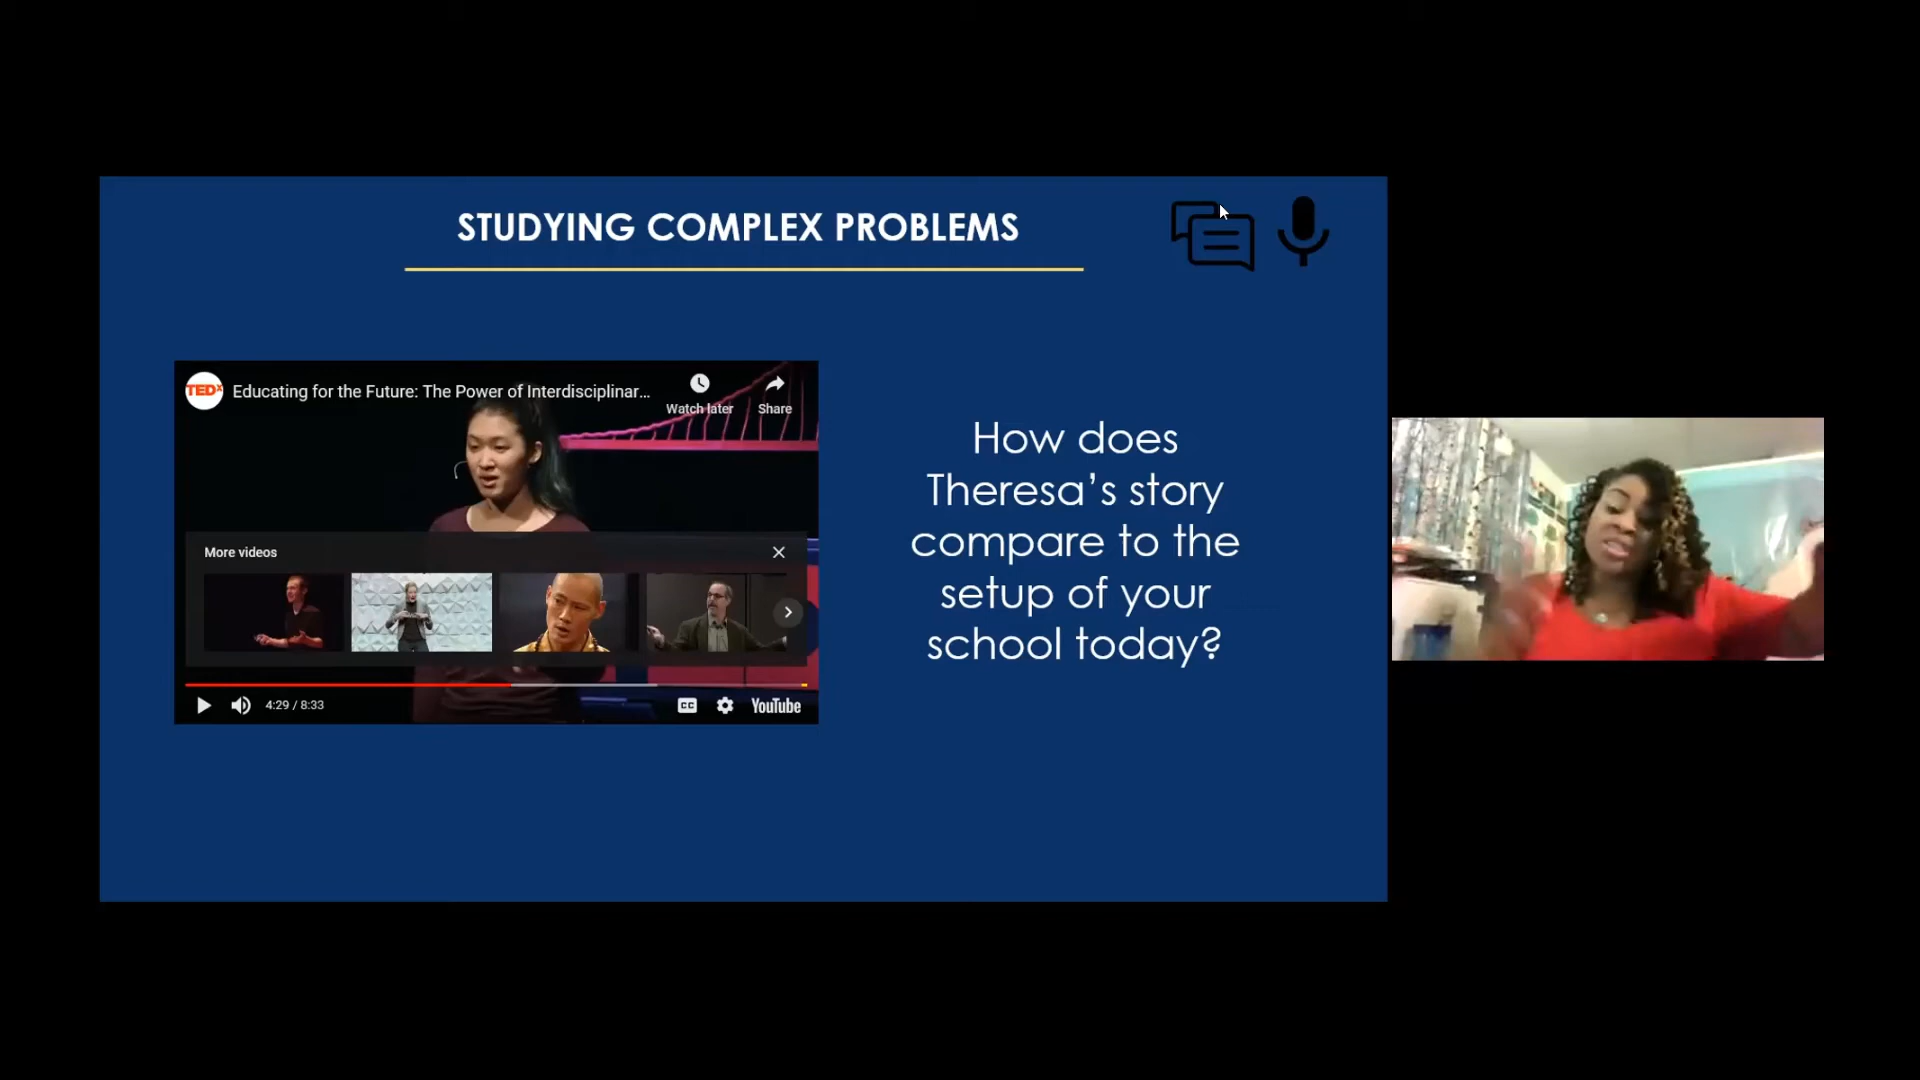 STUDYING COMPLEX PROBLEMS
TEDx
Educating for the Future: The Power of Interdisciplinar...
Watch later
Share
More videos
4:29 / 8:33
CC
YouTube
How does
Theresa’s story
compare to the
setup of your
school today?